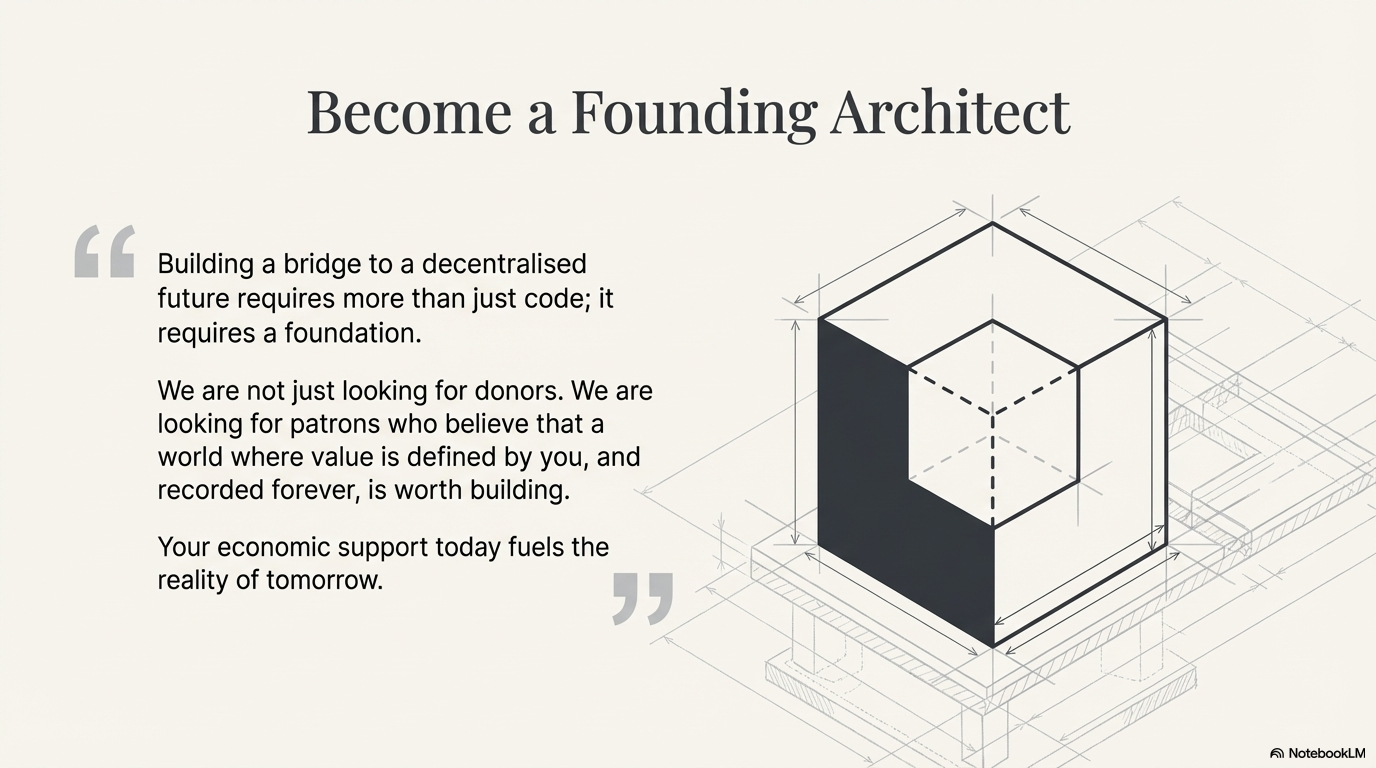 Become a Founding Architect
“
Building a bridge to a decentralised
future requires more than just code; it
requires a foundation.
We are not just looking for donors. We are
looking for patrons who believe that a
world where value is defined by you, and
recorded forever, is worth building.
Your economic support today fuels the
reality of tomorrow.
”
NotebookLM